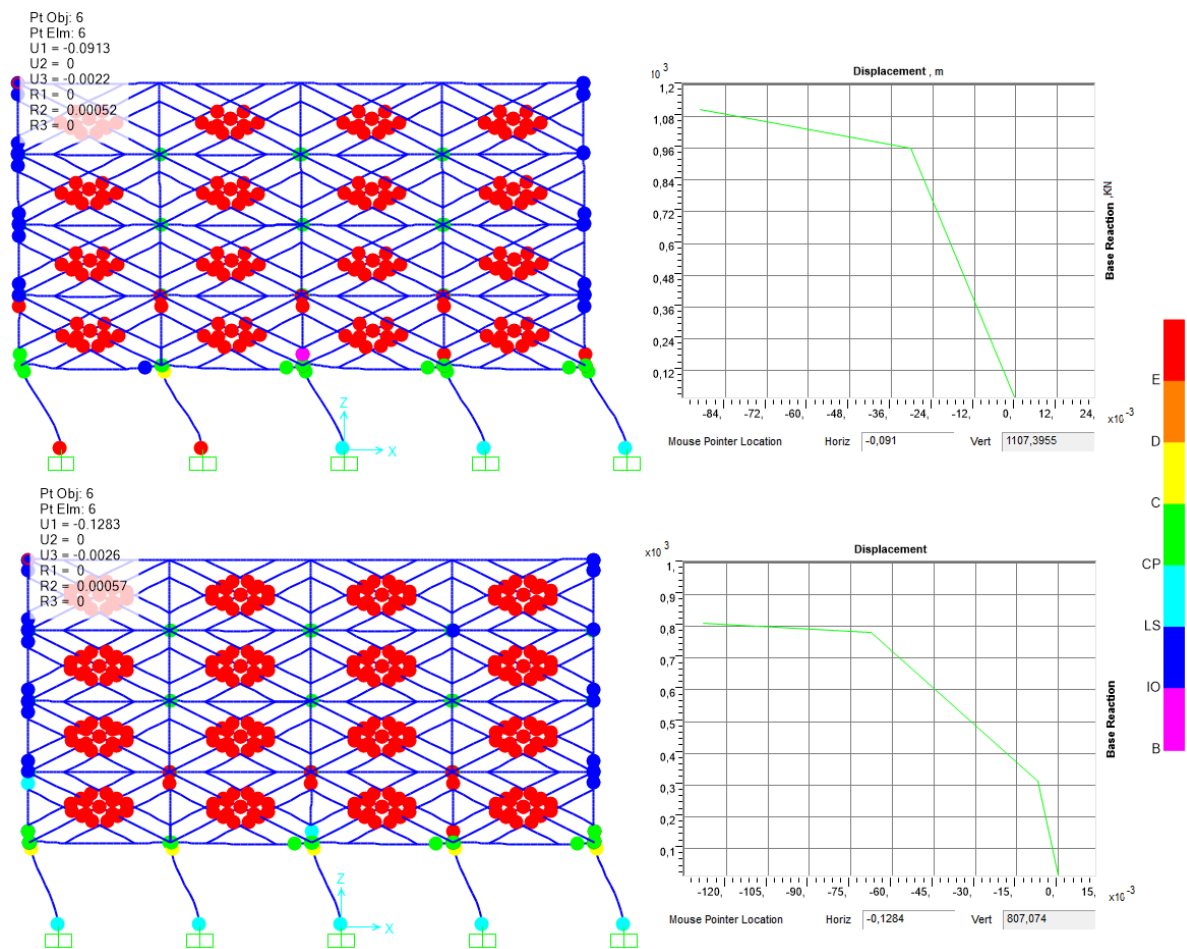 Pt Obj: 6
Pt Elm: 6
U1 = -0.0913
U2 = 0
U3 = -0.0022
R1 = 0
R2 = 0.00052
R3 = 0
Z
X
Displacement , m
10 3
1,2
1,08
0,96
0,84
0,72
0,6
0,48
0,36
0,24
0,12
Base Reaction ,KN
-84, -72, -60, -48, -36, -24, -12, 0, 12, 24, x10 -3
Mouse Pointer Location Horiz -0,091 Vert 1107,3955
E
D
C
CP
LS
IO
B
Pt Obj: 6
Pt Elm: 6
U1 = -0.1283
U2 = 0
U3 = -0.0026
R1 = 0
R2 = 0.00057
R3 = 0
Z
X
Displacement
x10 3
1,
0,9
0,8
0,7
0,6
0,5
0,4
0,3
0,2
0,1
Base Reaction
-120, -105, -90, -75, -60, -45, -30, -15, 0, 15, x10 -3
Mouse Pointer Location Horiz -0,1284 Vert 807,074